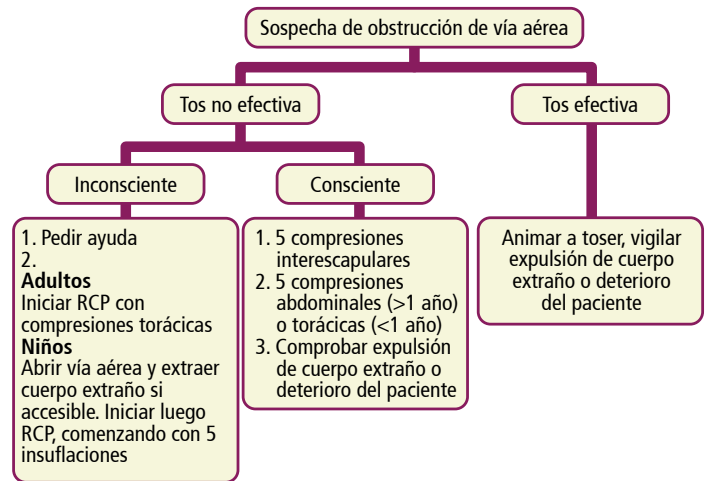 Sospecha de obstrucción de vía aérea
Tos no efectiva
Tos efectiva
Inconsciente
Consciente
1. Pedir ayuda
2.
Adultos
Iniciar RCP con
compresiones torácicas
Niños
Abrir vía aérea y extraer
cuerpo extraño si
accesible. Iniciar luego
RCP, comenzando con 5
insuflaciones
1. 5 compresiones
interescapulares
2. 5 compresiones
abdominales (>1 año)
o torácicas (<1 año)
3. Comprobar expulsión
de cuerpo extraño o
deterioro del paciente
Animar a toser, vigilar
expulsión de cuerpo
extraño o deterioro
del paciente